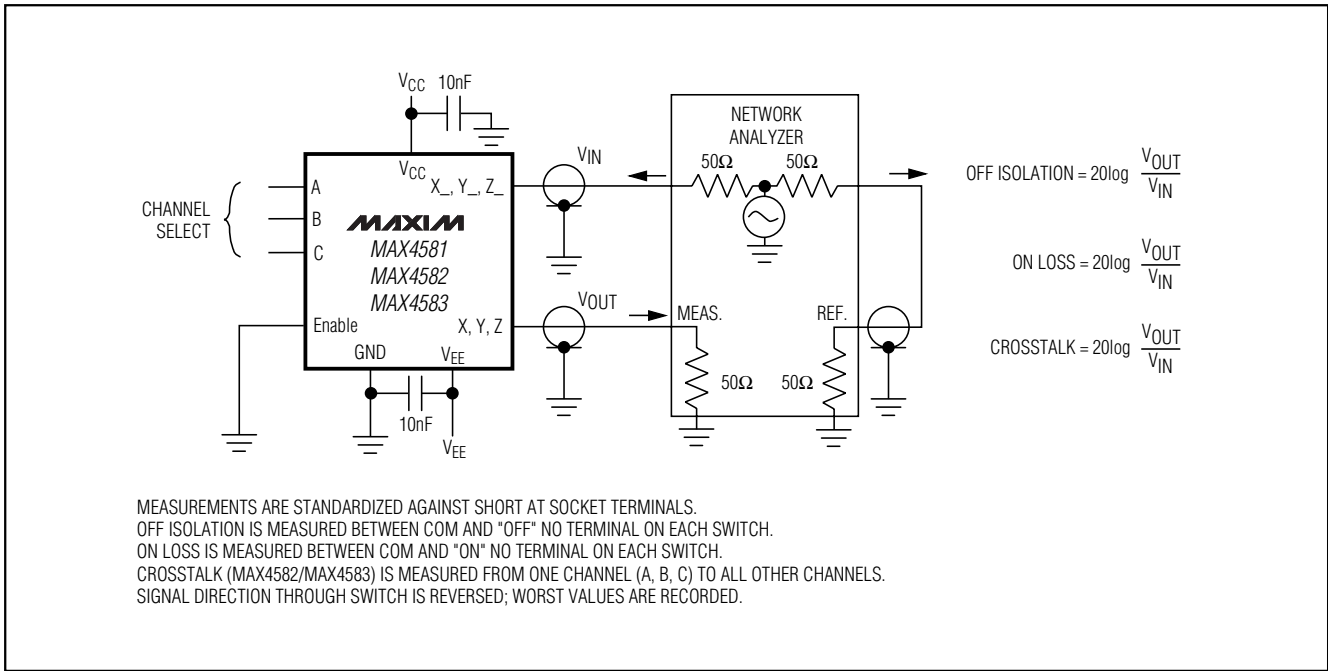 VCC 10nF
VCC
X_, Y_, Z_
A
B
C
CHANNEL
SELECT
MAXIM
MAX4581
MAX4582
MAX4583
Enable
X, Y, Z
GND
VEE
10nF
VEE
VIN
VOUT
NETWORK
ANALYZER
50Ω 50Ω
MEAS. REF.
50Ω 50Ω
OFF ISOLATION = 20log VOUT
VIN
ON LOSS = 20log VOUT
VIN
CROSSTALK = 20log VOUT
VIN
MEASUREMENTS ARE STANDARDIZED AGAINST SHORT AT SOCKET TERMINALS.
OFF ISOLATION IS MEASURED BETWEEN COM AND "OFF" NO TERMINAL ON EACH SWITCH.
ON LOSS IS MEASURED BETWEEN COM AND "ON" NO TERMINAL ON EACH SWITCH.
CROSSTALK (MAX4582/MAX4583) IS MEASURED FROM ONE CHANNEL (A, B, C) TO ALL OTHER CHANNELS.
SIGNAL DIRECTION THROUGH SWITCH IS REVERSED; WORST VALUES ARE RECORDED.